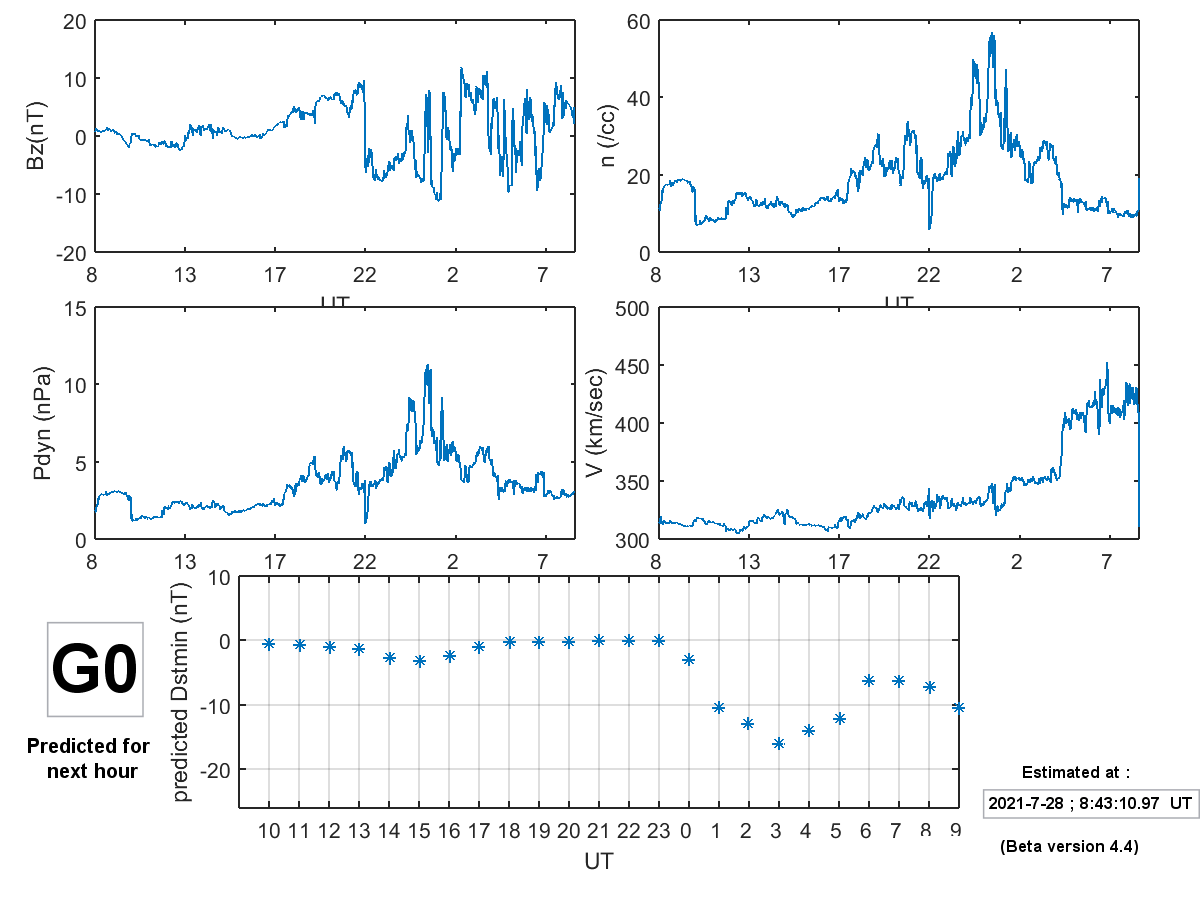 20
10
0
-10
-20
Bz(nT)
8 13 17 22 2 7
UT
60
40
20
0
n (/cc)
8 13 17 22 2 7
UT
15
10
5
0
Pdyn (nPa)
8 13 17 22 2 7
500
450
400
350
300
V (km/sec)
8 13 17 22 2 7
10
0
-10
-20
predicted Dstmin (nT)
10 11 12 13 14 15 16 17 18 19 20 21 22 23 0 1 2 3 4 5 6 7 8 9
UT
G0
Predicted for
next hour
Estimated at :
2021-7-28 ; 8:43:10.97 UT
(Beta version 4.4)